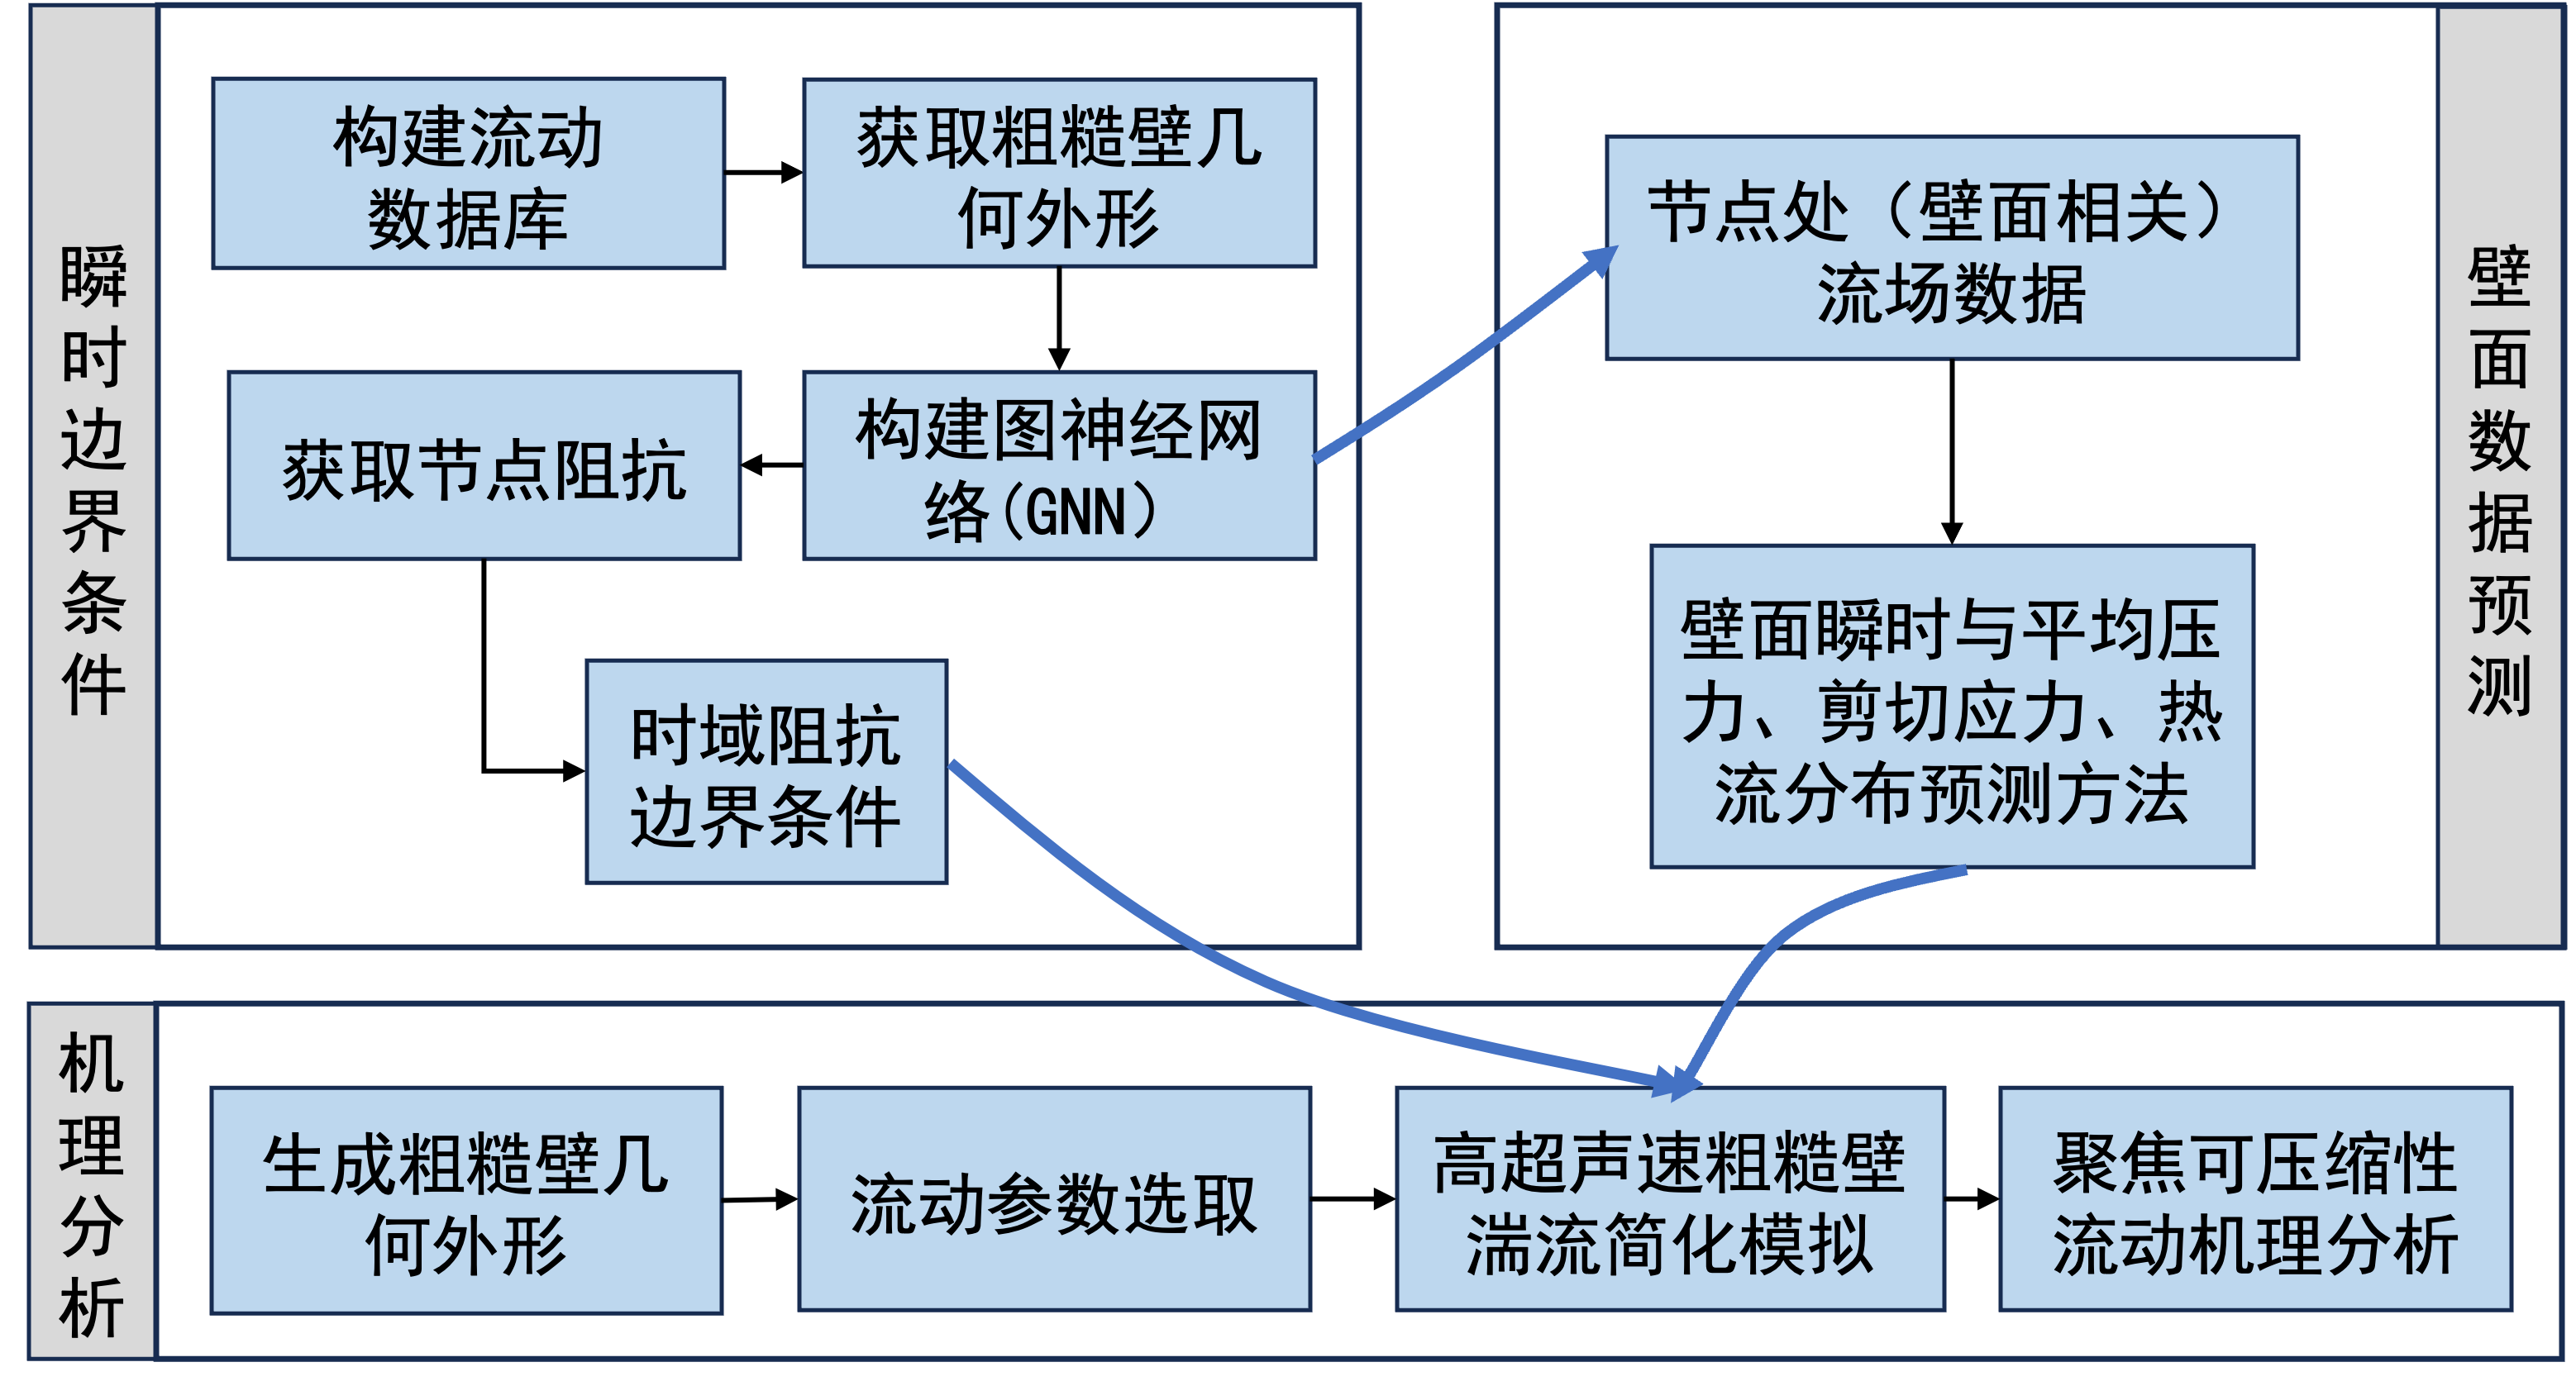 瞬时边界条件
构建流动
数据库
获取粗糙壁几
何外形
获取节点阻抗
构建图神经网
络(GNN)
时域阻抗
边界条件
节点处（壁面相关）
流场数据
壁面瞬时与平均压
力、剪切应力、热
流分布预测方法
壁面数据预测
机理分析
生成粗糙壁几
何外形
流动参数选取
高超声速粗糙壁
湍流简化模拟
聚焦可压缩性
流动机理分析